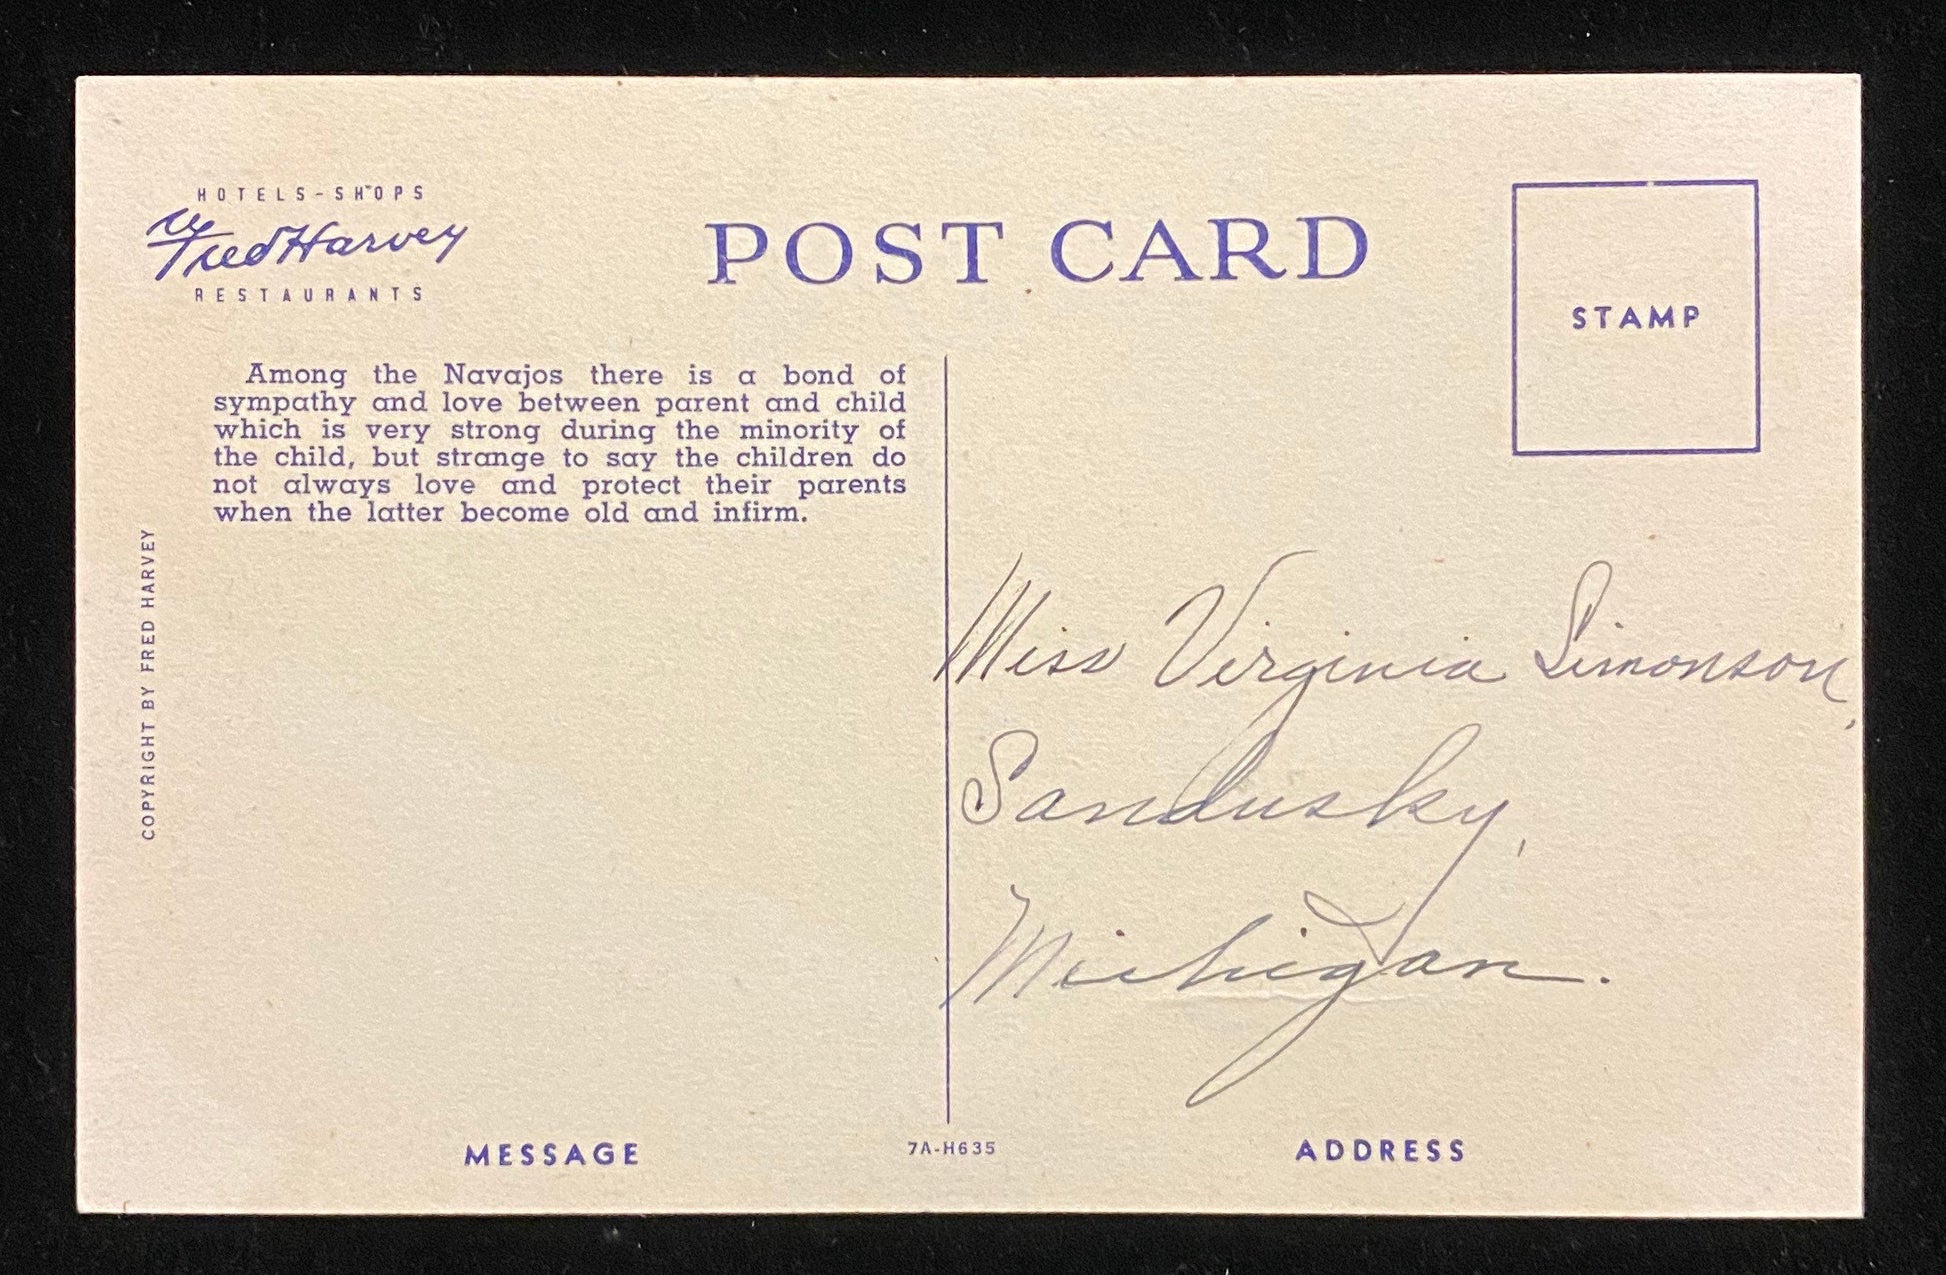 HOTELS-SHOPS
Fred Harvey
RESTAURANTS
POST CARD
STAMP
Among the Navajos there is a bond of
sympathy and love between parent and child
which is very strong during the minority of
the child, but strange to say the children do
not always love and protect their parents
when the latter become old and infirm.
COPYRIGHT BY FRED HARVEY
Miss Virginia Simonson,
Sandusky,
Michigan.
MESSAGE
7A-H635
ADDRESS